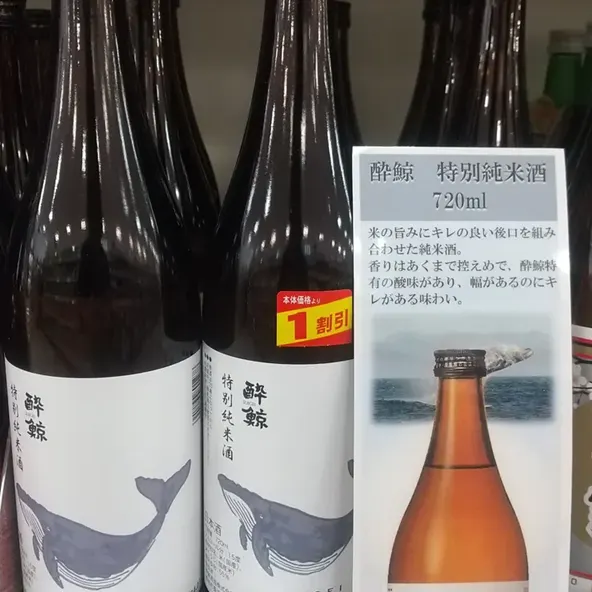 酔鯨 特別純米酒
720ml
米の旨みにキレの良い後口を組み
合わせた純米酒。
香りはあくまで控えめで、酔鯨特
有の酸味があり、幅があるのにキ
レがある味わい。
本体価格より
1割引
酔鯨
特別純米酒
酔鯨
特別純米酒